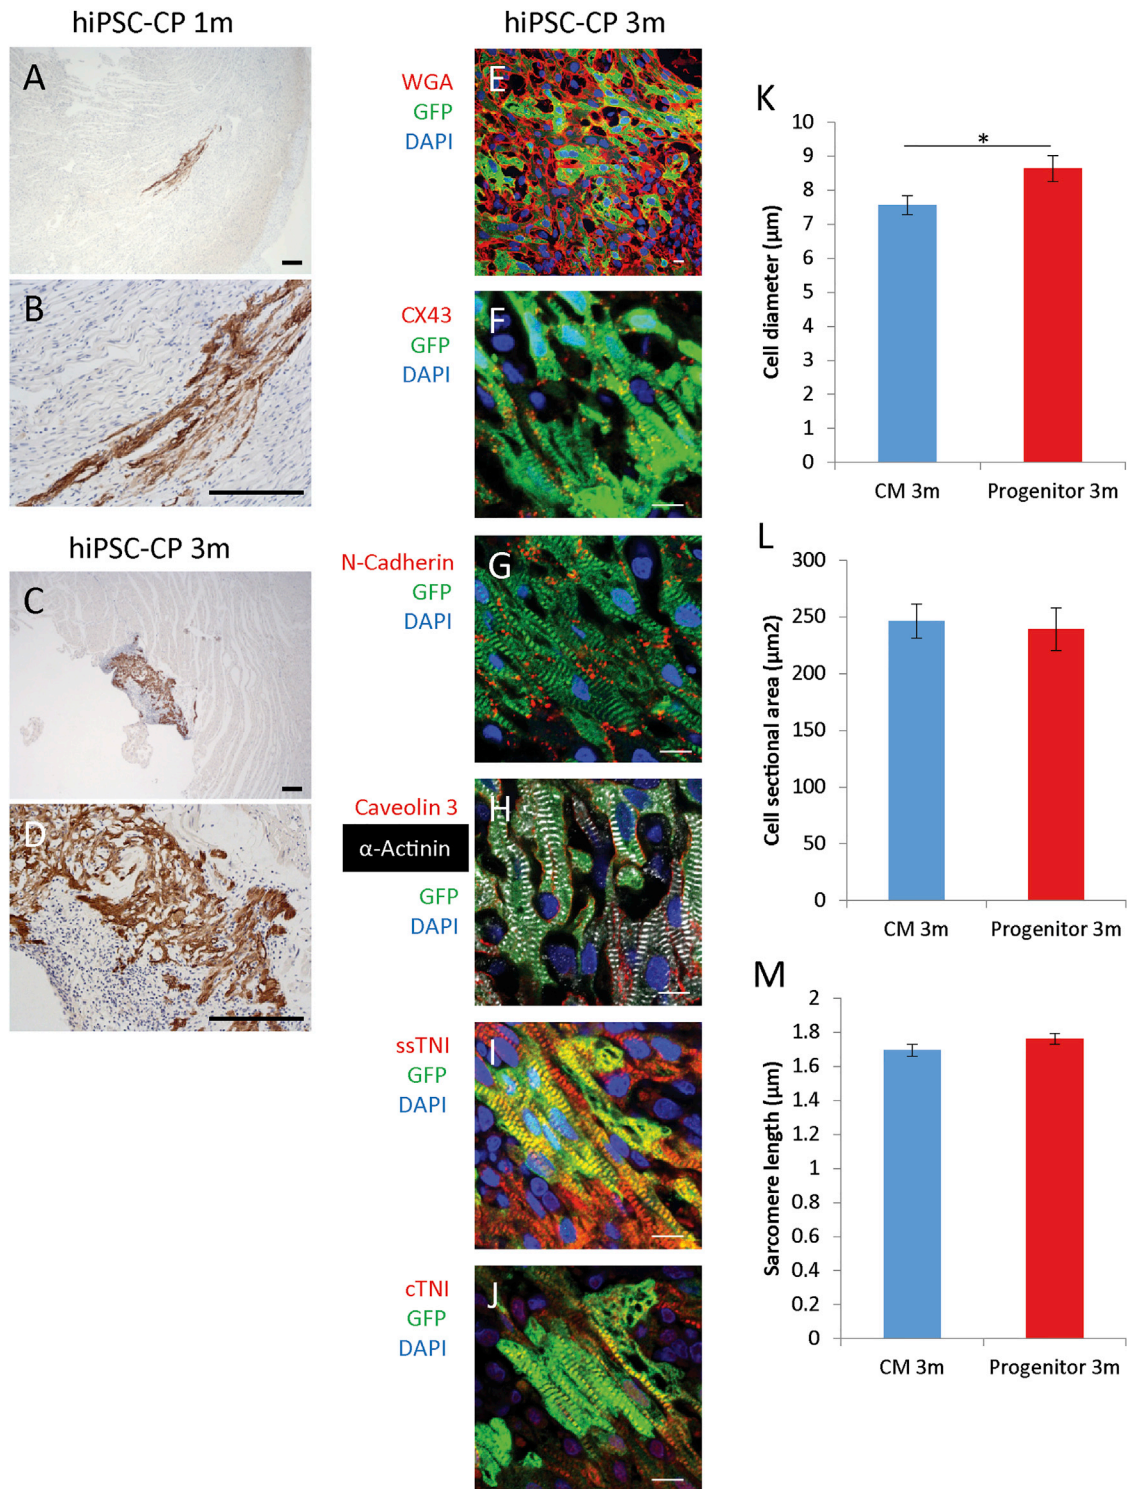 hiPSC-CP 1m
A
B
hiPSC-CP 3m
C
D
hiPSC-CP 3m
WGA
GFP
DAPI
E
CX43
GFP
DAPI
F
N-Cadherin
GFP
DAPI
G
Caveolin 3
α-Actinin
GFP
DAPI
H
ssTNI
GFP
DAPI
I
cTNI
GFP
DAPI
J
K
Cell diameter (µm)
10
9
8
7
6
5
4
3
2
1
0
*
CM 3m
Progenitor 3m
L
Cell sectional area (µm2)
300
250
200
150
100
50
0
CM 3m
Progenitor 3m
M
Sarcomere length (µm)
2
1.8
1.6
1.4
1.2
1
0.8
0.6
0.4
0.2
0
CM 3m
Progenitor 3m